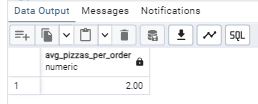 Data Output Messages Notifications
SQL
avg_pizzas_per_order
numeric
1 2.00